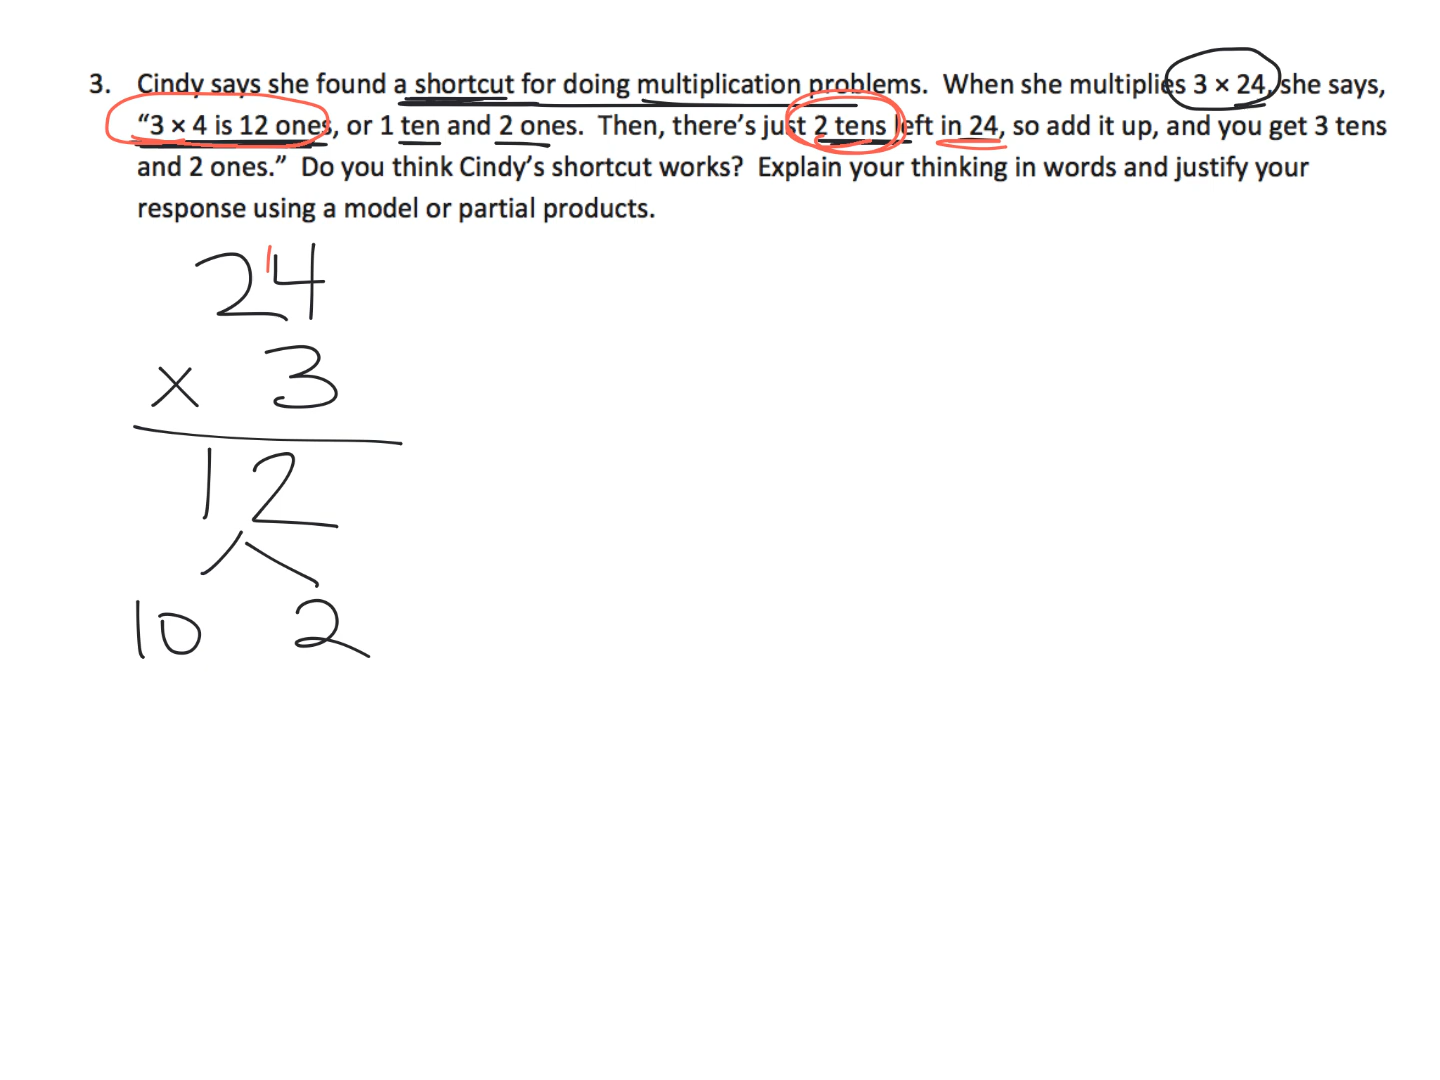 3. Cindy says she found a shortcut for doing multiplication problems. When she multiplies 3 × 24, she says,
“3 × 4 is 12 ones, or 1 ten and 2 ones. Then, there’s just 2 tens left in 24, so add it up, and you get 3 tens
and 2 ones.” Do you think Cindy’s shortcut works? Explain your thinking in words and justify your
response using a model or partial products.
24
x 3
12
10 2